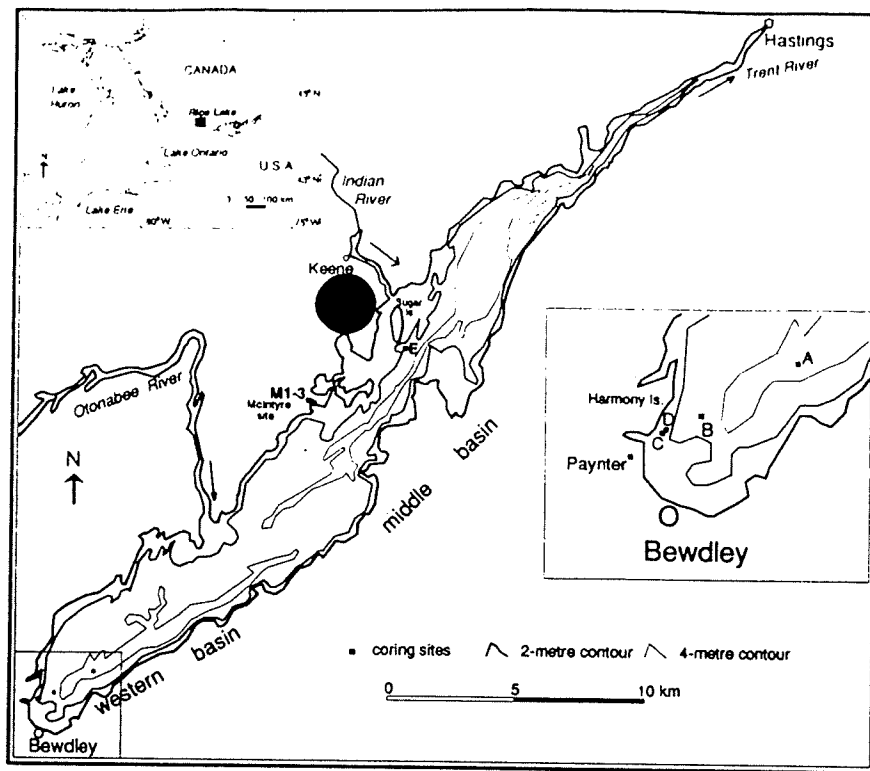 Hastings
Trent River
CANADA
Lake
Huron
Rice Lake
Lake Ontario
U S A
N
Lake Erie
80° W
75° W
Indian
River
Keene
Sugar
Is.
E
M1-3
McIntyre
site
Otonabee River
N
middle basin
western basin
Bewdley
A
Harmony Is.
B
D
C
Paynter
Bewdley
coring sites
2-metre contour
4-metre contour
0 5 10 km